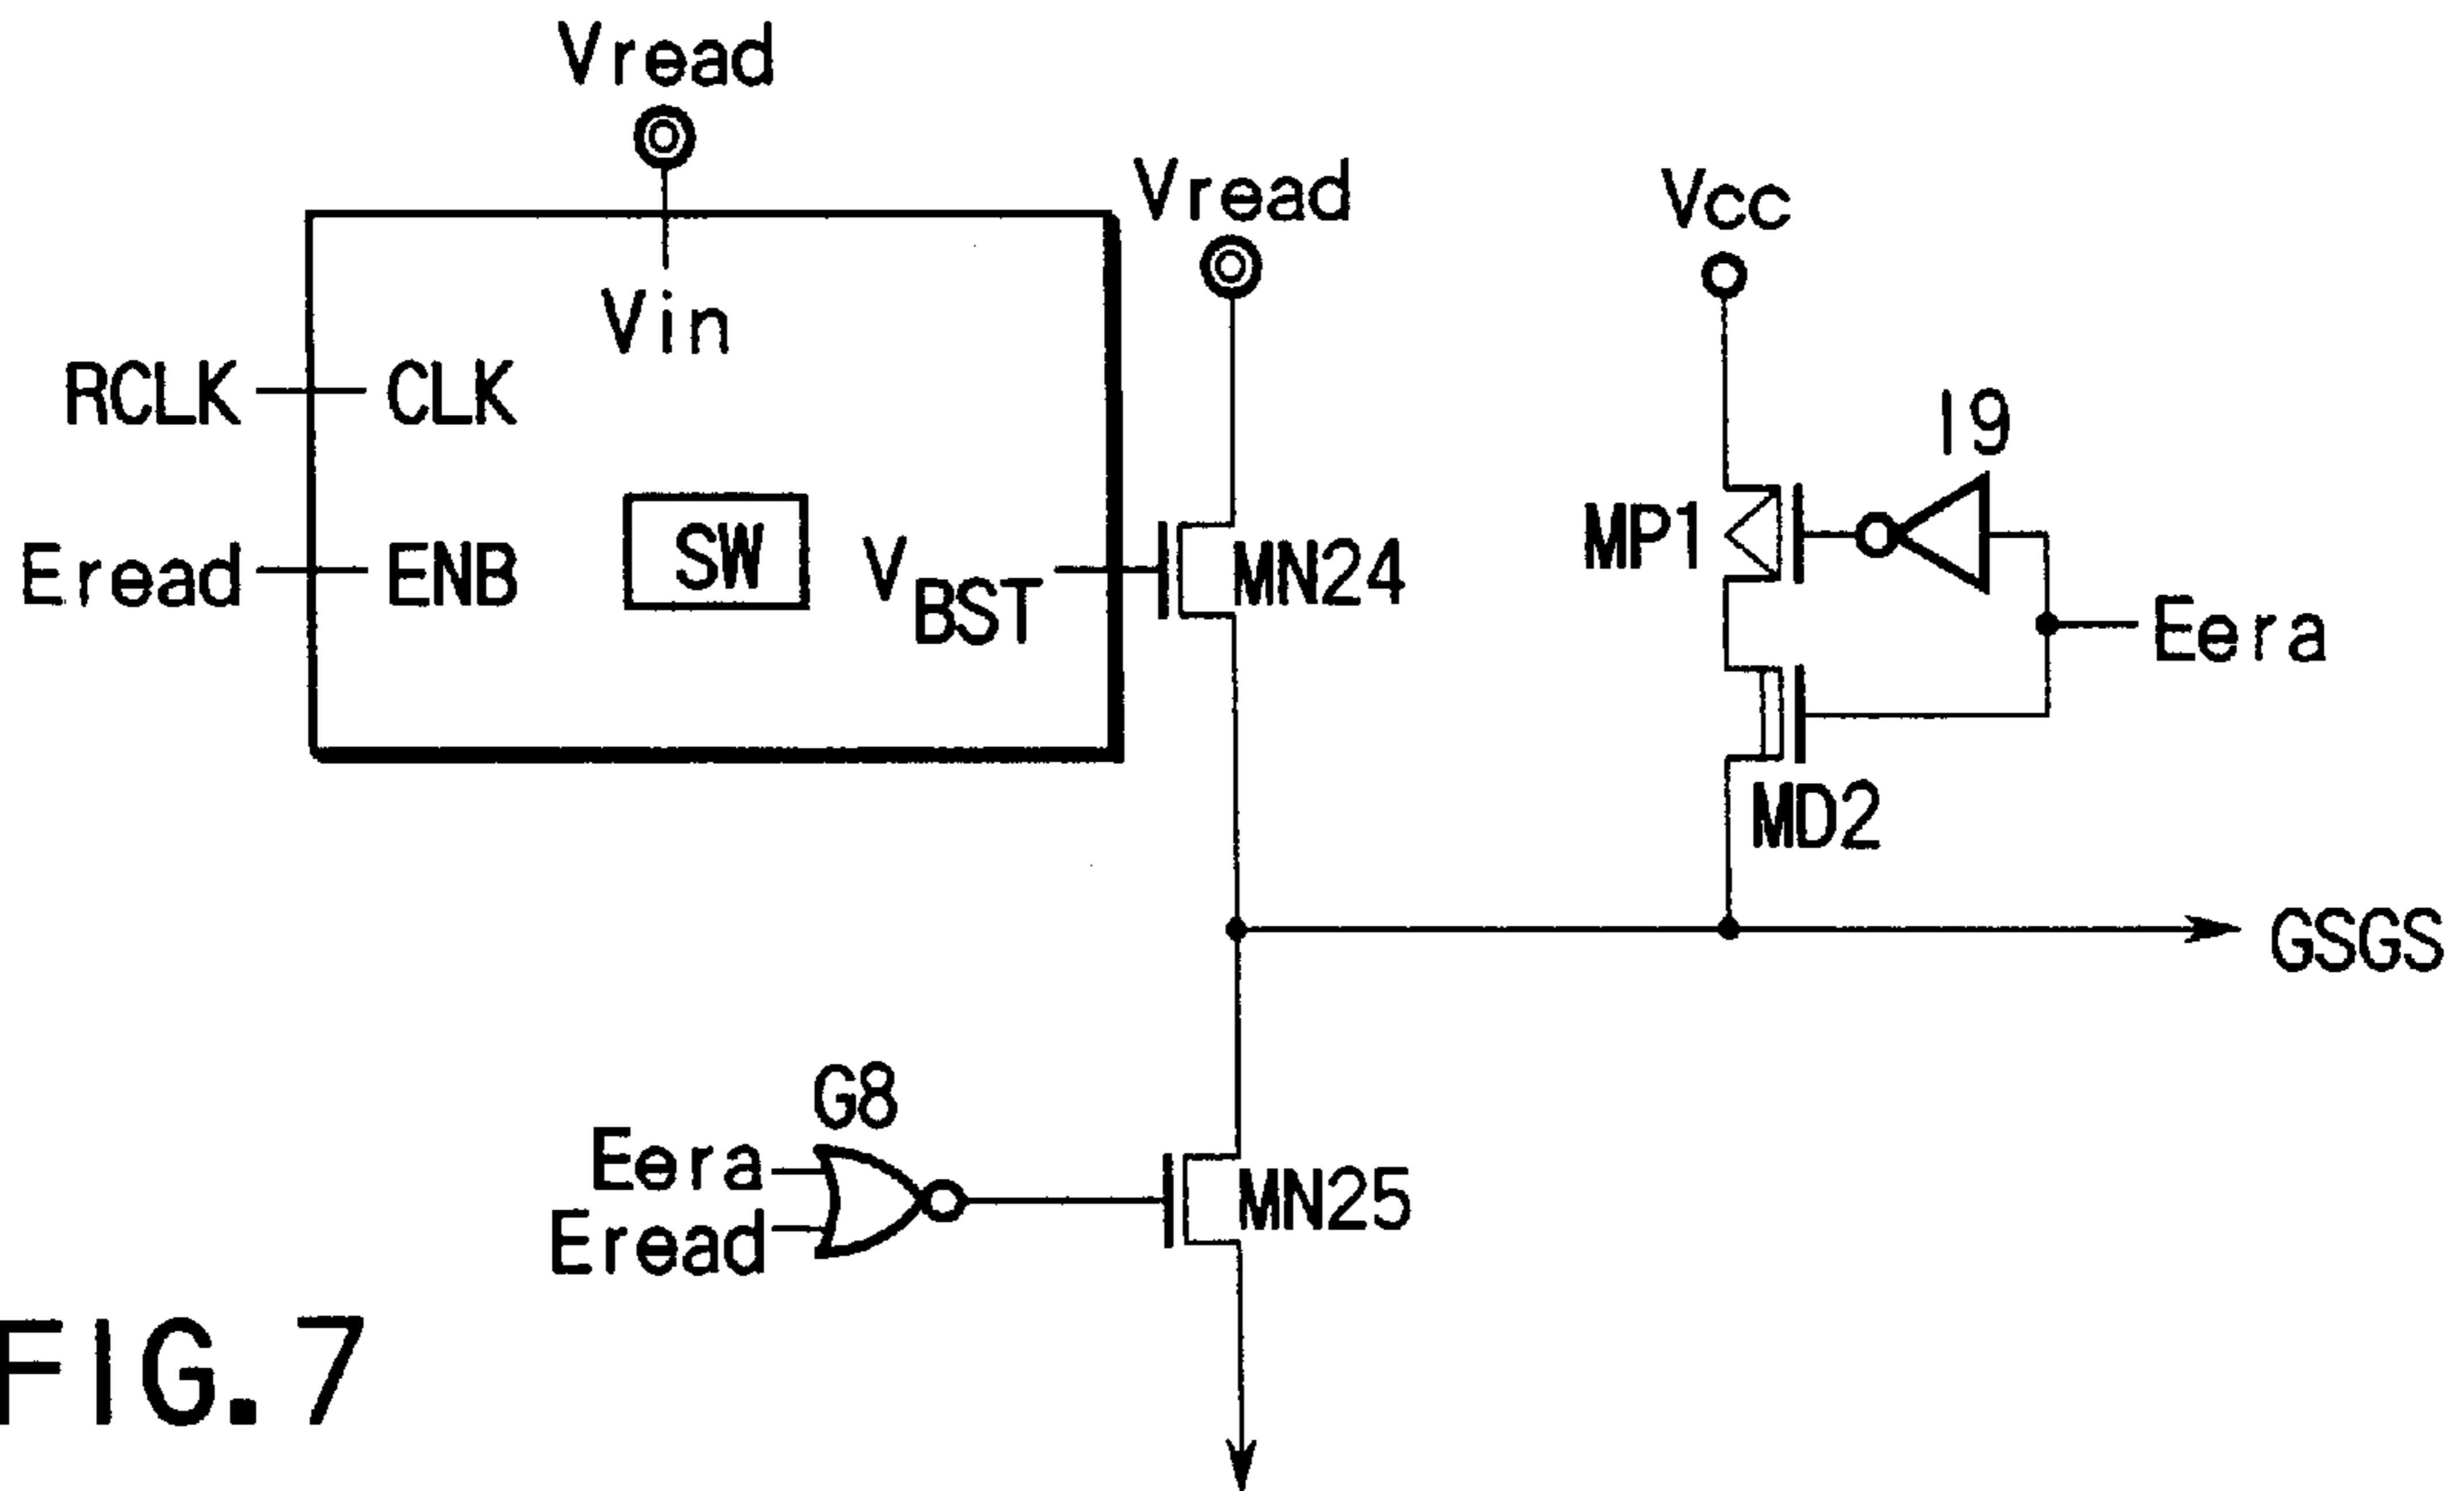 Vread
Vread
Vcc
Vin
RCLK
CLK
I9
MP1
SW
Eread
ENB
VBST
MN24
Eera
MD2
GSGS
G8
Eera
Eread
MN25
FIG. 7